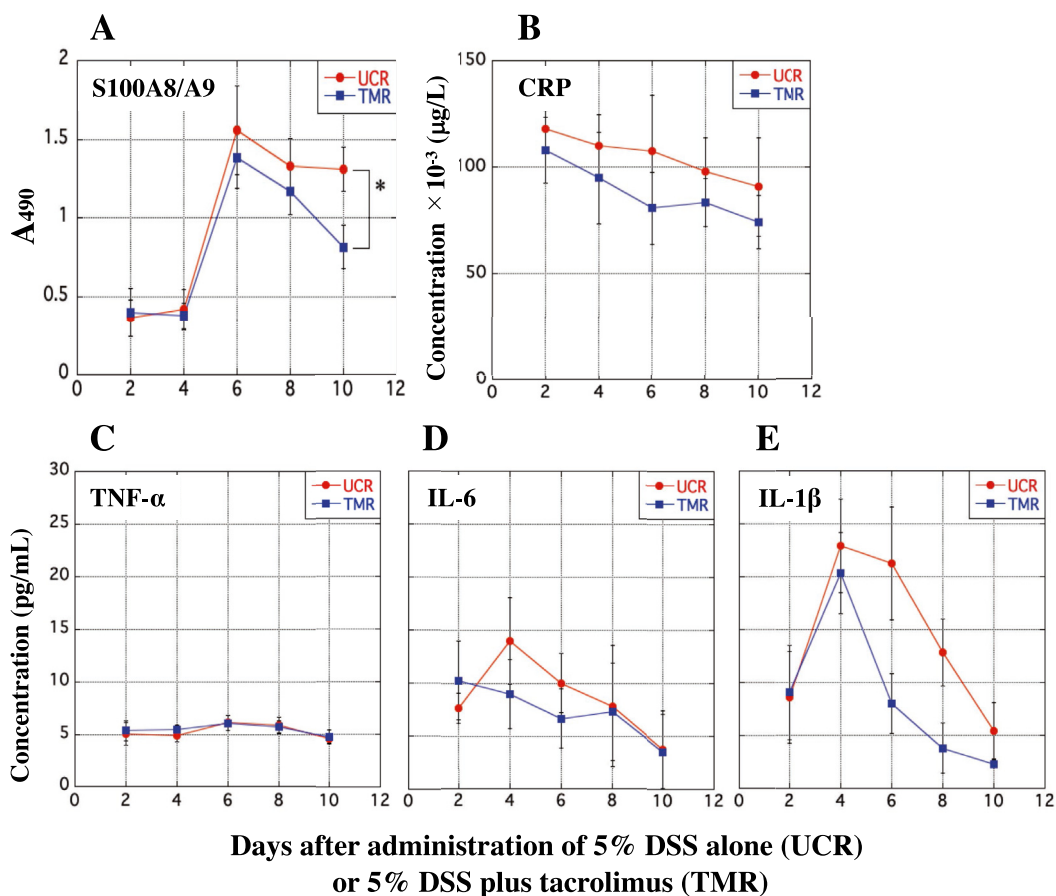 A
B
2
1.5
1
0.5
0
A490
S100A8/A9
UCR
TMR
0 2 4 6 8 10 12
150
100
50
0
Concentration × 10⁻³ (μg/L)
CRP
UCR
TMR
0 2 4 6 8 10 12
*
C
D
E
30
25
20
15
10
5
0
Concentration (pg/mL)
TNF-α
UCR
TMR
0 2 4 6 8 10 12
IL-6
UCR
TMR
0 2 4 6 8 10 12
IL-1β
UCR
TMR
0 2 4 6 8 10 12
Days after administration of 5% DSS alone (UCR)
or 5% DSS plus tacrolimus (TMR)